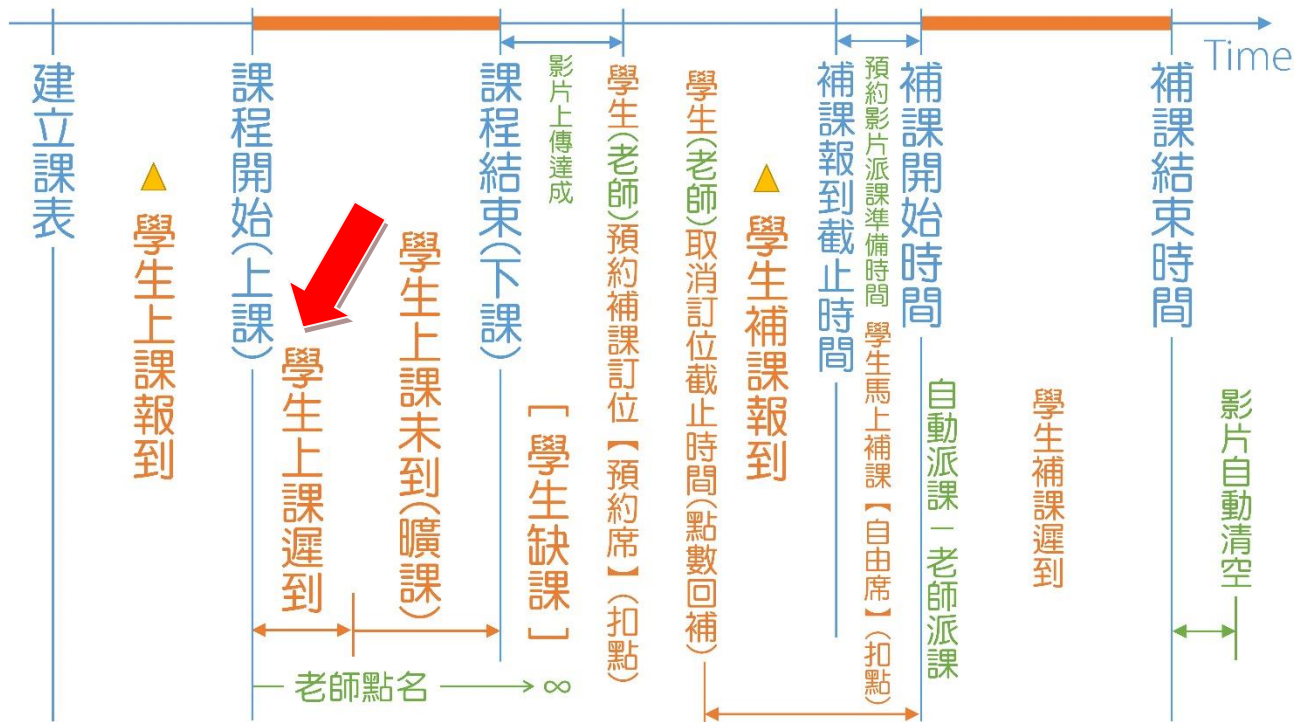 Time
建立課表
學生上課報到
課程開始(上課)
學生上課遲到
學生上課未到(曠課)
課程結束(下課)
[學生缺課]
影片上傳達成
學生(老師)預約補課訂位【預約席】(扣點)
學生(老師)取消訂位截止時間(點數回補)
學生補課報到
補課報到截止時間
預約影片派課準備時間
學生馬上補課【自由席】(扣點)
補課開始時間
自動派課－老師派課
學生補課遲到
補課結束時間
影片自動清空
老師點名 ∞